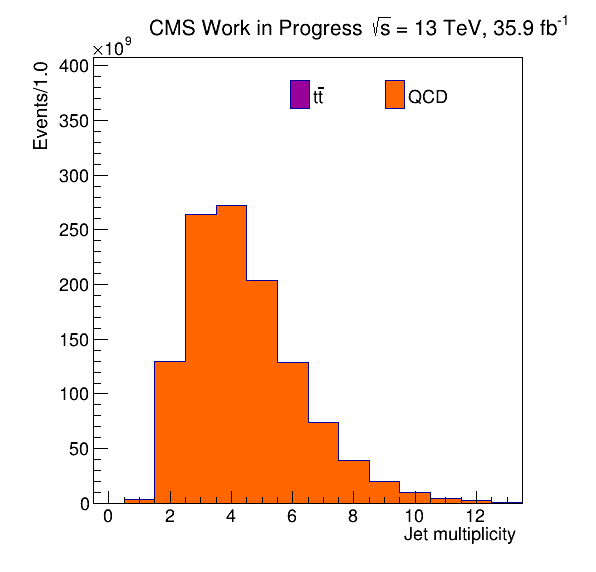 CMS Work in Progress √s = 13 TeV, 35.9 fb⁻¹
×10⁹
Events/1.0
tt̄
QCD
400
350
300
250
200
150
100
50
0
0 2 4 6 8 10 12
Jet multiplicity